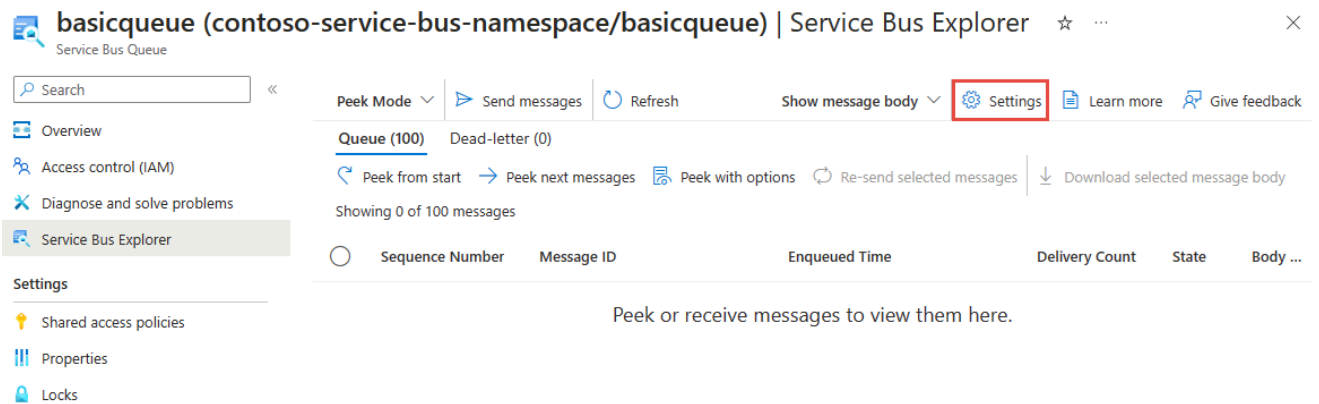 basicqueue (contoso-service-bus-namespace/basicqueue) | Service Bus Explorer
Service Bus Queue
Search
Overview
Access control (IAM)
Diagnose and solve problems
Service Bus Explorer
Settings
Shared access policies
Properties
Locks
Peek Mode Send messages Refresh Show message body Settings Learn more Give feedback
Queue (100) Dead-letter (0)
Peek from start Peek next messages Peek with options Re-send selected messages Download selected message body
Showing 0 of 100 messages
Sequence Number Message ID Enqueued Time Delivery Count State Body ...
Peek or receive messages to view them here.